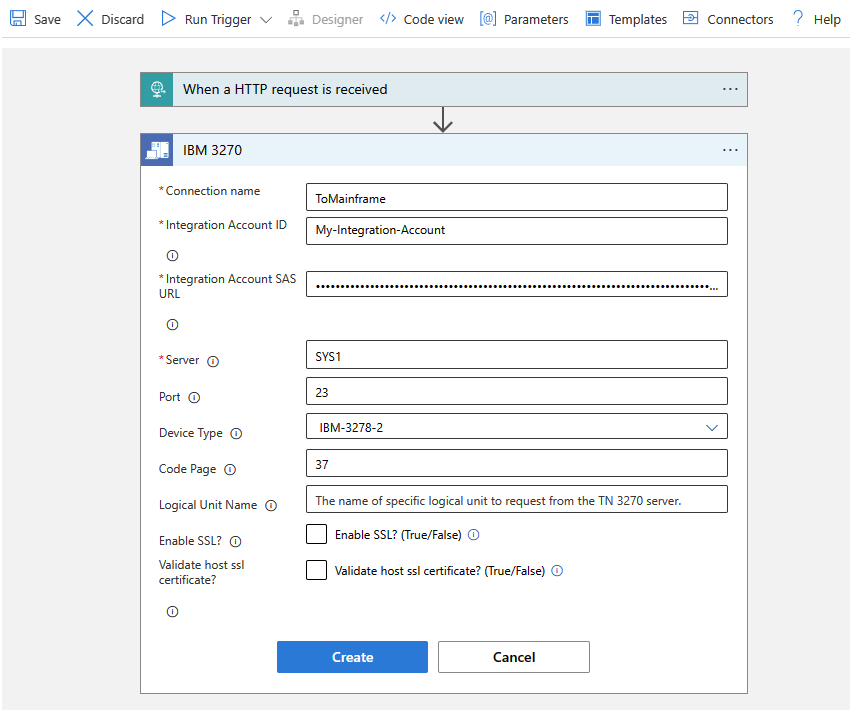 Save Discard Run Trigger Designer Code view Parameters Templates Connectors Help
When a HTTP request is received
IBM 3270
*Connection name ToMainframe
*Integration Account ID My-Integration-Account
*Integration Account SAS
URL
*Server SYS1
Port 23
Device Type IBM-3278-2
Code Page 37
Logical Unit Name The name of specific logical unit to request from the TN 3270 server.
Enable SSL? Enable SSL? (True/False)
Validate host ssl
certificate? Validate host ssl certificate? (True/False)
Create Cancel